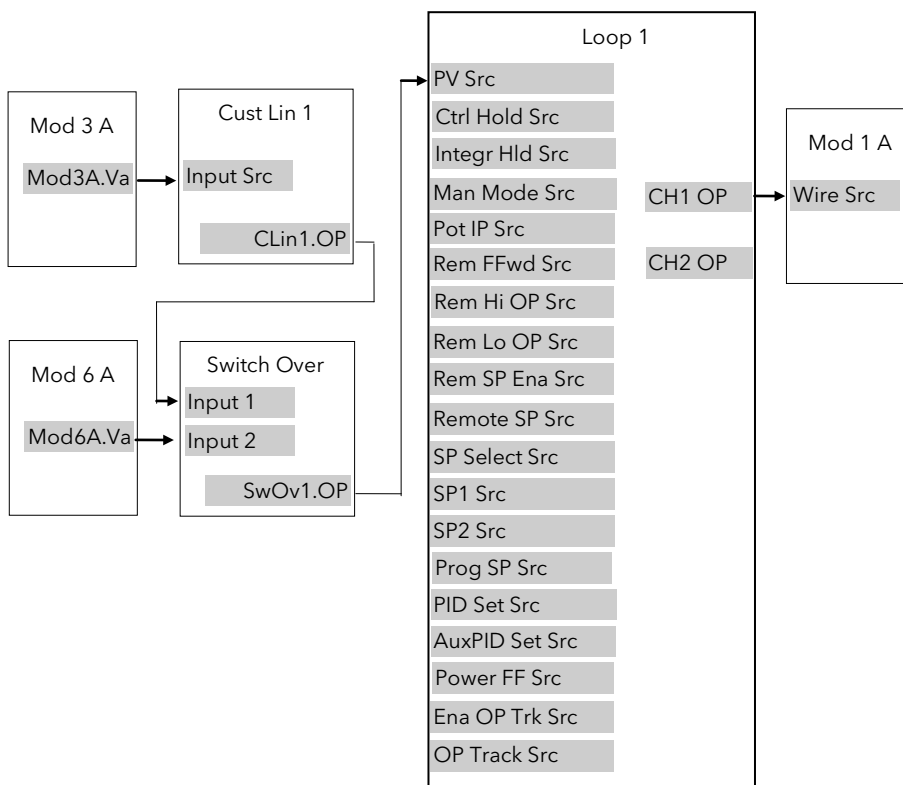 Mod 3 A
Mod3A.Va
Cust Lin 1
Input Src
CLin1.OP
Mod 6 A
Mod6A.Va
Switch Over
Input 1
Input 2
SwOv1.OP
Loop 1
PV Src
Ctrl Hold Src
Integr Hld Src
Man Mode Src
Pot IP Src
Rem FFwd Src
Rem Hi OP Src
Rem Lo OP Src
Rem SP Ena Src
Remote SP Src
SP Select Src
SP1 Src
SP2 Src
Prog SP Src
PID Set Src
AuxPID Set Src
Power FF Src
Ena OP Trk Src
OP Track Src
CH1 OP
CH2 OP
Mod 1 A
Wire Src